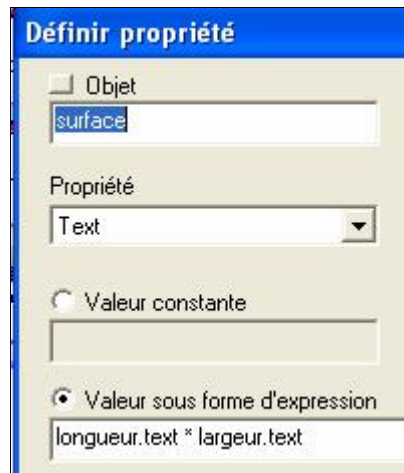 Définir propriété
Objet
surface
Propriété
Text
Valeur constante
Valeur sous forme d'expression
longueur.text * largeur.text